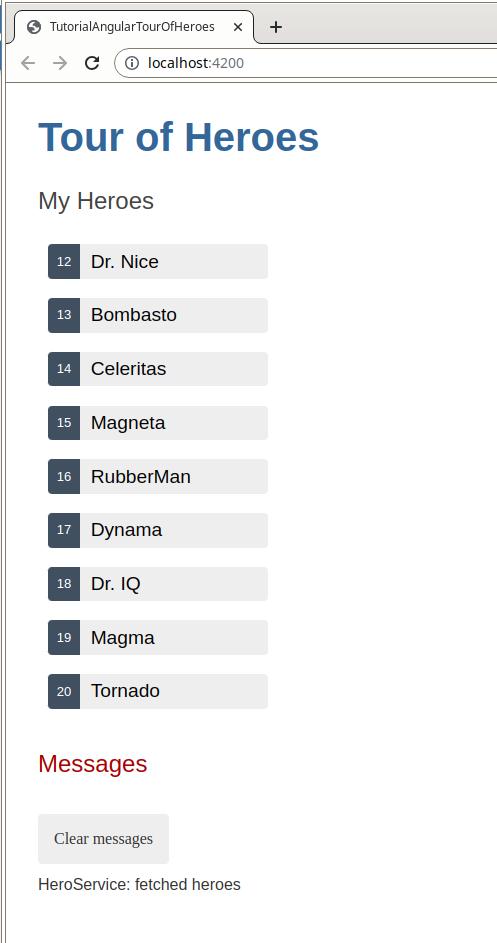 TutorialAngularTourOfHeroes
localhost:4200
Tour of Heroes
My Heroes
12 Dr. Nice
13 Bombasto
14 Celeritas
15 Magneta
16 RubberMan
17 Dynama
18 Dr. IQ
19 Magma
20 Tornado
Messages
Clear messages
HeroService: fetched heroes